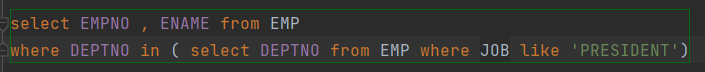 select EMPNO , ENAME from EMP
where DEPTNO in ( select DEPTNO from EMP where JOB like 'PRESIDENT')